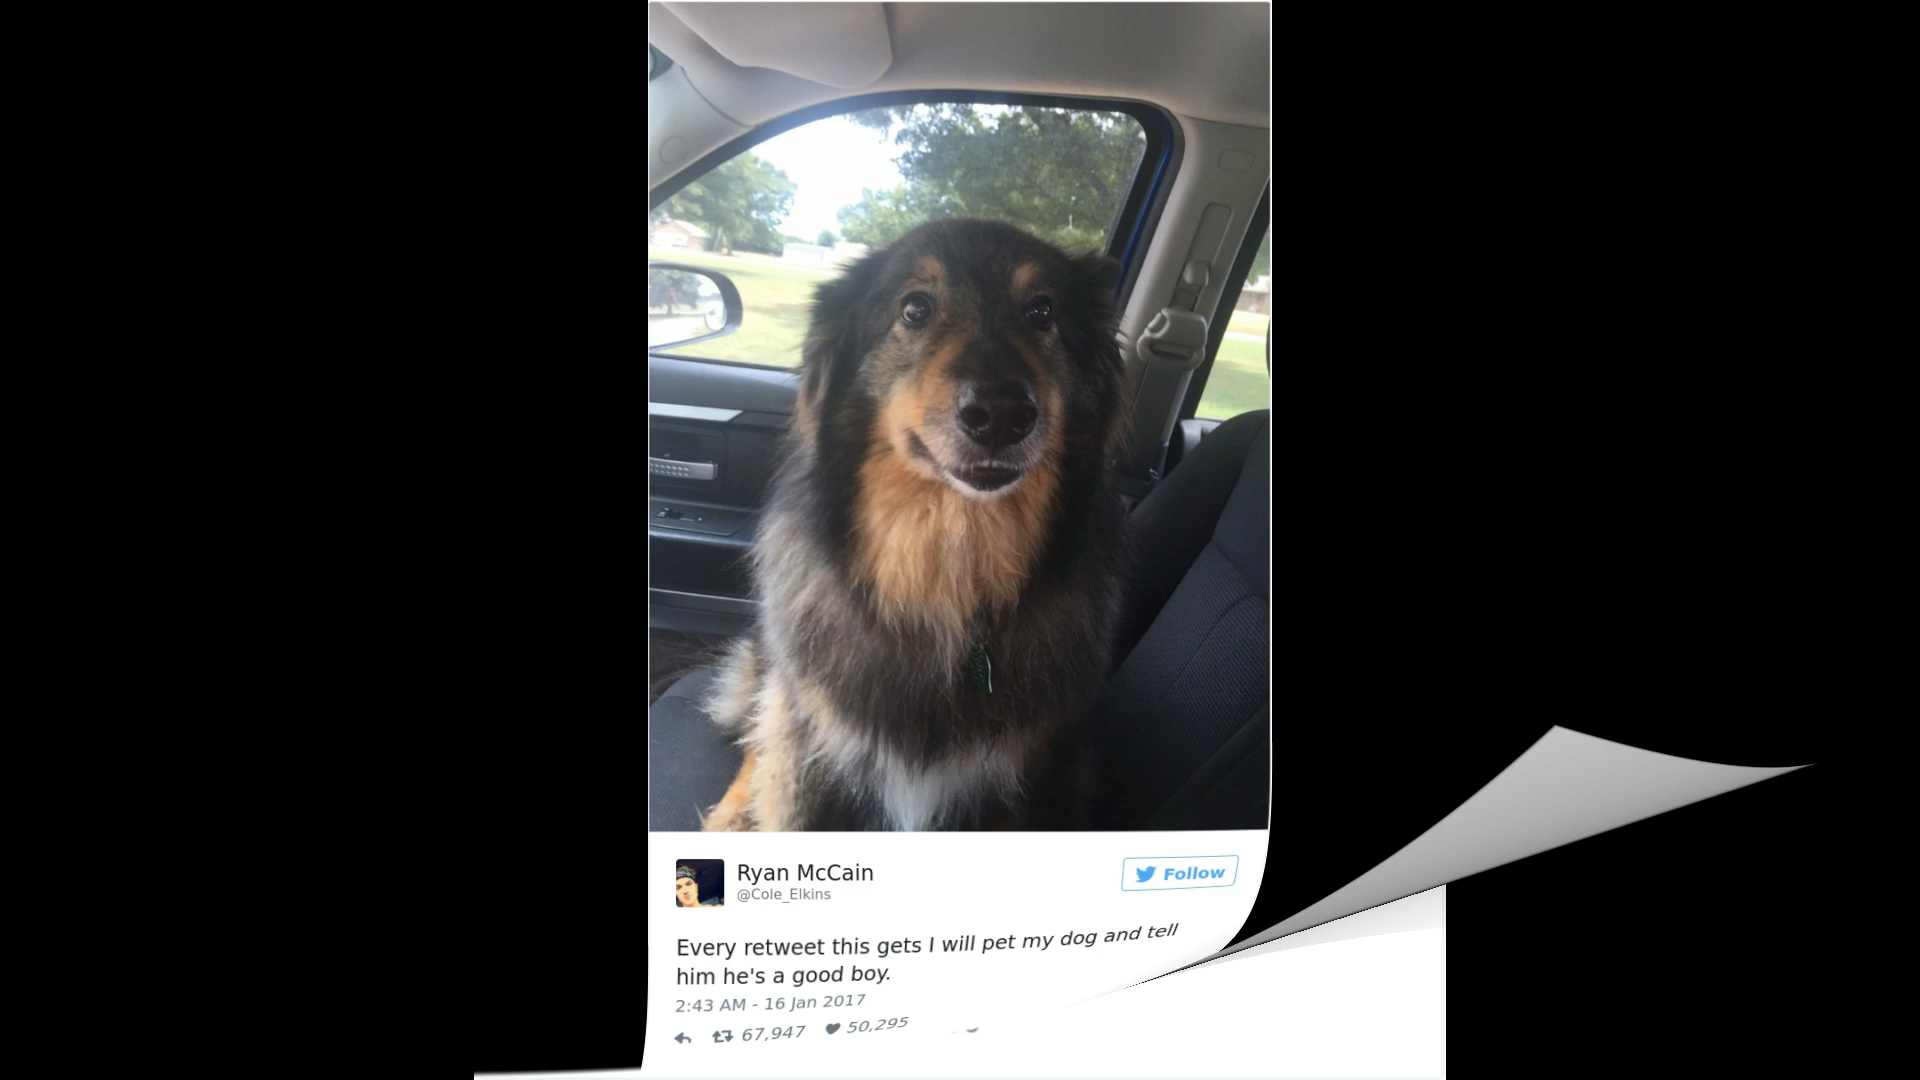 Ryan McCain
@Cole_Elkins
Follow
Every retweet this gets I will pet my dog and tell
him he's a good boy.
2:43 AM - 16 Jan 2017
67,947 50,295